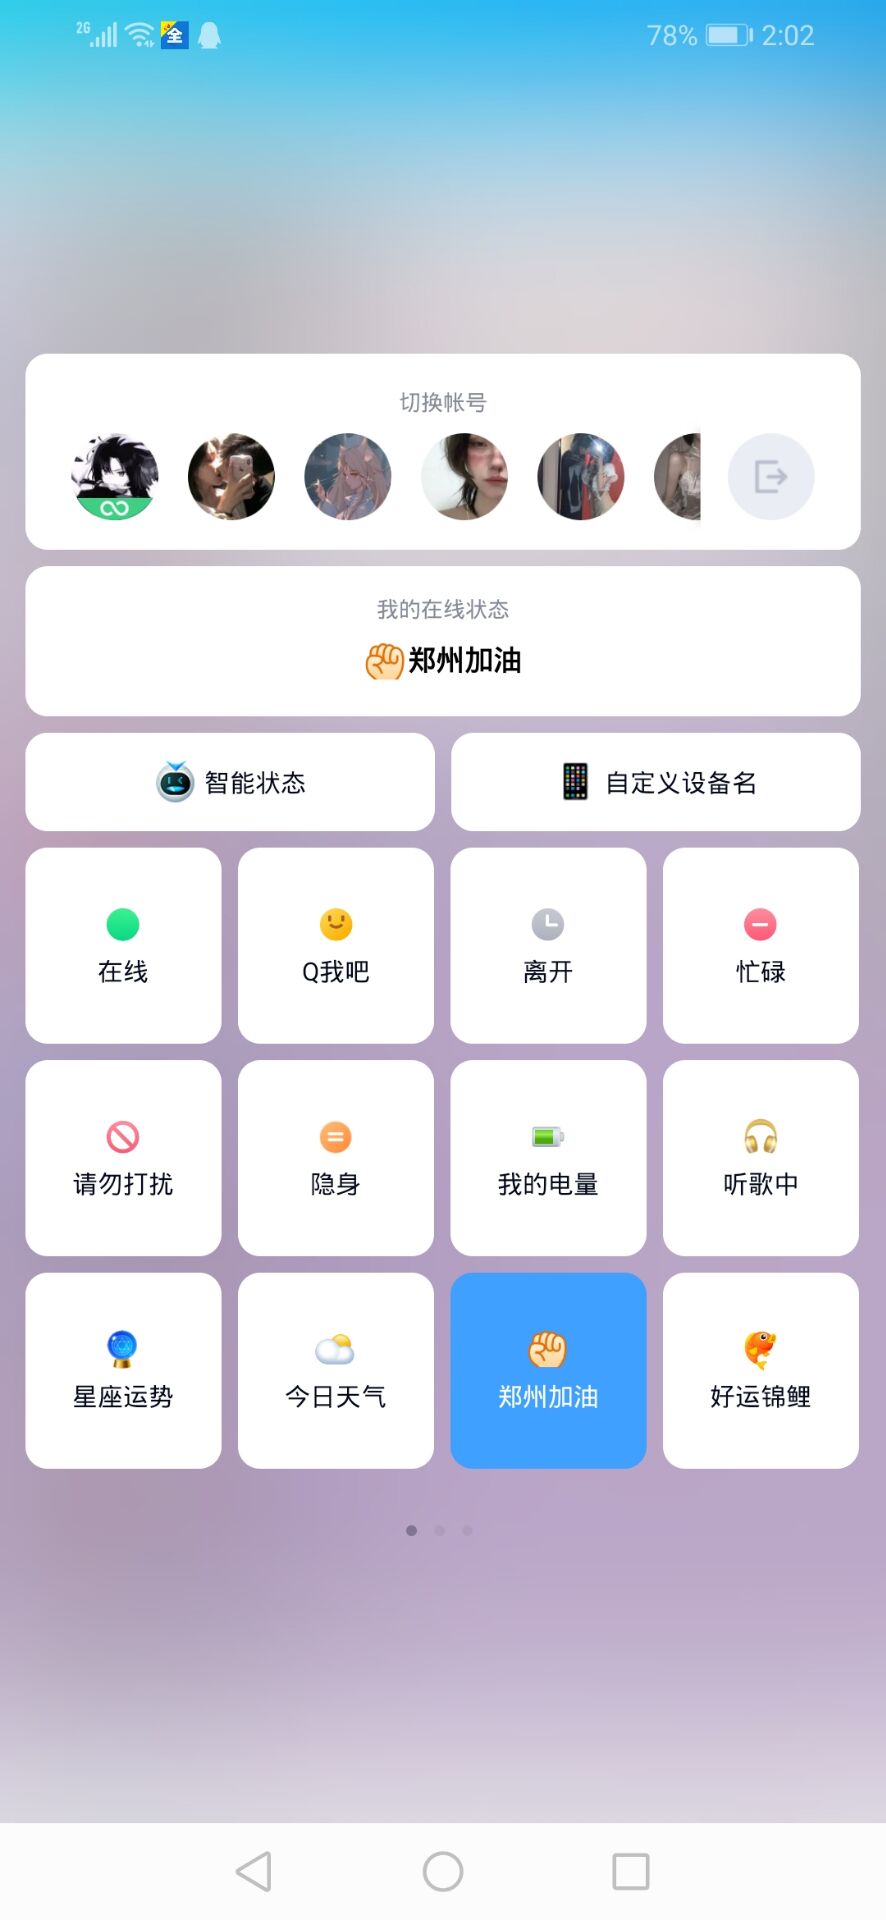 2G 全 78% 2:02
切换帐号
我的在线状态
郑州加油
智能状态 自定义设备名
在线 Q我吧 离开 忙碌
请勿打扰 隐身 我的电量 听歌中
星座运势 今日天气 郑州加油 好运锦鲤